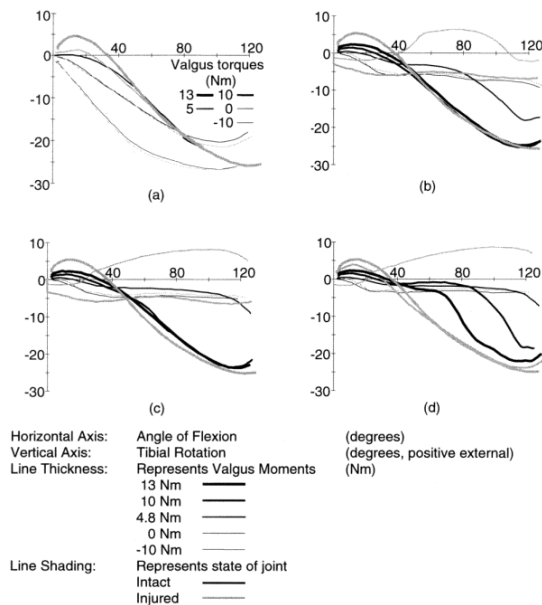 10
0
-10
-20
-30
40
80
120
Valgus torques
(Nm)
13 10
5 0
-10
(a)
10
0
-10
-20
-30
40
80
120
(b)
10
0
-10
-20
-30
40
80
120
(c)
10
0
-10
-20
-30
40
80
120
(d)
Horizontal Axis: Angle of Flexion (degrees)
Vertical Axis: Tibial Rotation (degrees, positive external)
Line Thickness: Represents Valgus Moments (Nm)
13 Nm
10 Nm
4.8 Nm
0 Nm
-10 Nm
Line Shading: Represents state of joint
Intact
Injured